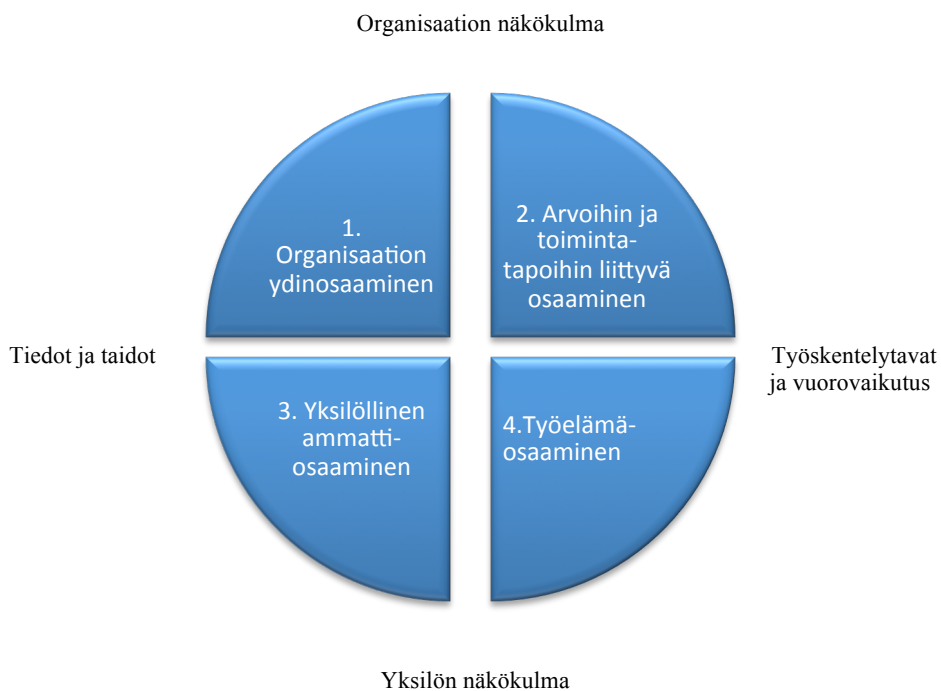 Organisaation näkökulma
1.
Organisaation
ydinosaaminen
2. Arvoihin ja
toiminta-
tapoihin liittyvä
osaaminen
Tiedot ja taidot
Työskentelytavat
ja vuorovaikutus
3. Yksilöllinen
ammatti-
osaaminen
4.Työelämä-
osaaminen
Yksilön näkökulma